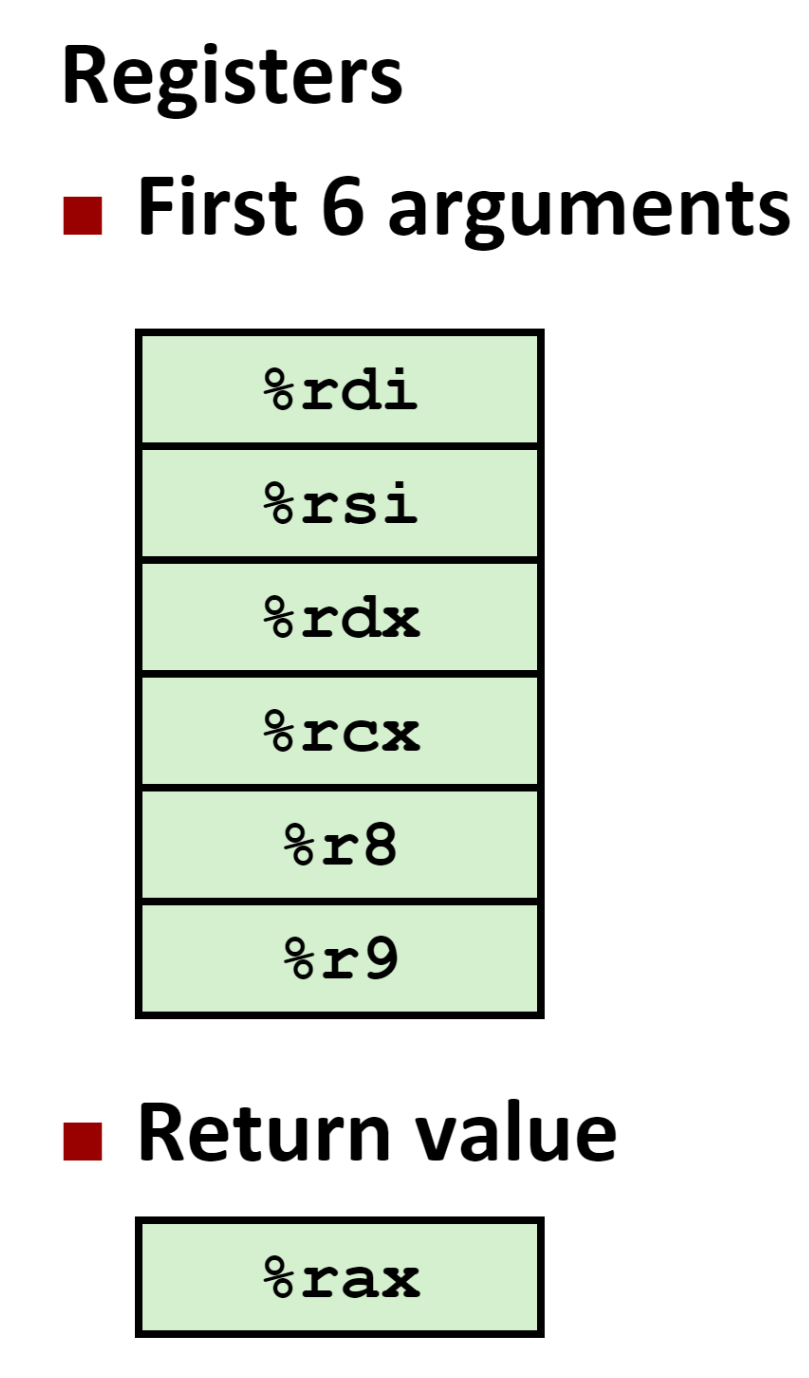 Registers
First 6 arguments
%rdi
%rsi
%rdx
%rcx
%r8
%r9
Return value
%rax